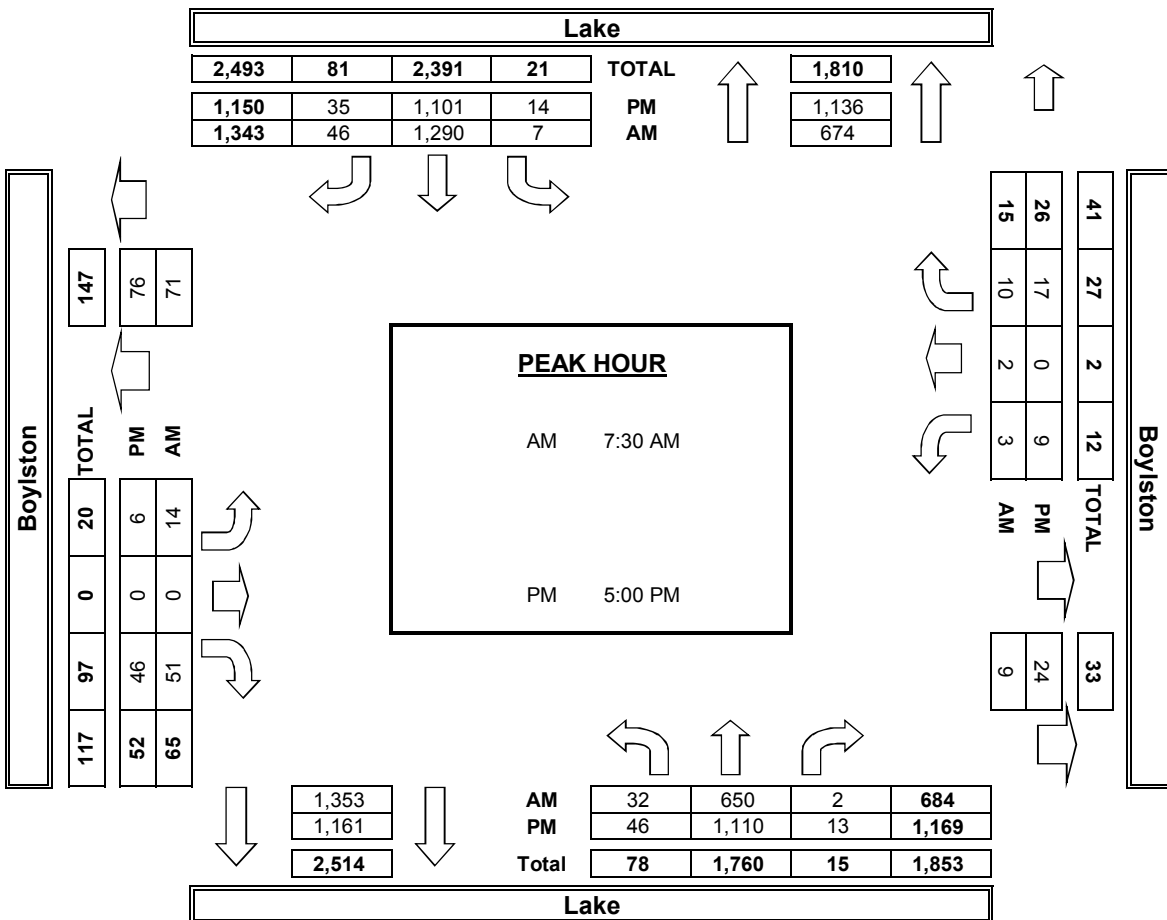 Lake
2,493 81 2,391 21 TOTAL 1,810
1,150 35 1,101 14 PM 1,136
1,343 46 1,290 7 AM 674
Boylston
147 76 71
TOTAL PM AM
20 6 14
0 0 0
97 46 51
117 52 65
PEAK HOUR
AM 7:30 AM
PM 5:00 PM
15 26 41
10 17 27
2 0 2
3 9 12
AM PM TOTAL
9 24 33
Boylston
1,353 AM 32 650 2 684
1,161 PM 46 1,110 13 1,169
2,514 Total 78 1,760 15 1,853
Lake